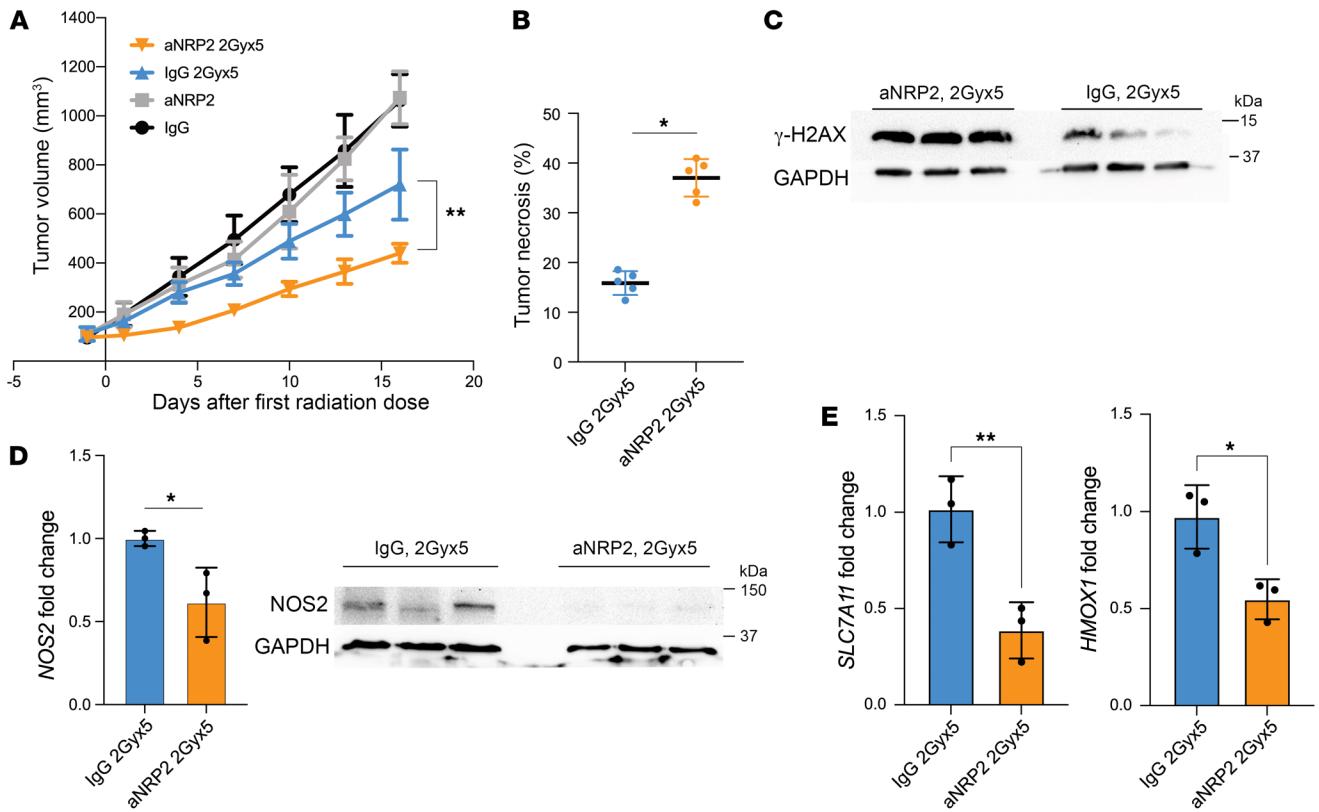 A
Tumor volume (mm³)
1400
1200
1000
800
600
400
200
-5
0
5
10
15
20
Days after first radiation dose
aNRP2 2Gyx5
IgG 2Gyx5
aNRP2
IgG
**
B
Tumor necrosis (%)
50
40
30
20
10
0
*
IgG 2Gyx5
aNRP2 2Gyx5
C
aNRP2, 2Gyx5
IgG, 2Gyx5
kDa
γ-H2AX
15
GAPDH
37
D
NOS2 fold change
1.5
1.0
0.5
0.0
*
IgG 2Gyx5
aNRP2 2Gyx5
IgG, 2Gyx5
aNRP2, 2Gyx5
kDa
NOS2
150
GAPDH
37
E
SLC7A11 fold change
1.5
1.0
0.5
0.0
**
IgG 2Gyx5
aNRP2 2Gyx5
HMOX1 fold change
1.5
1.0
0.5
0.0
*
IgG 2Gyx5
aNRP2 2Gyx5